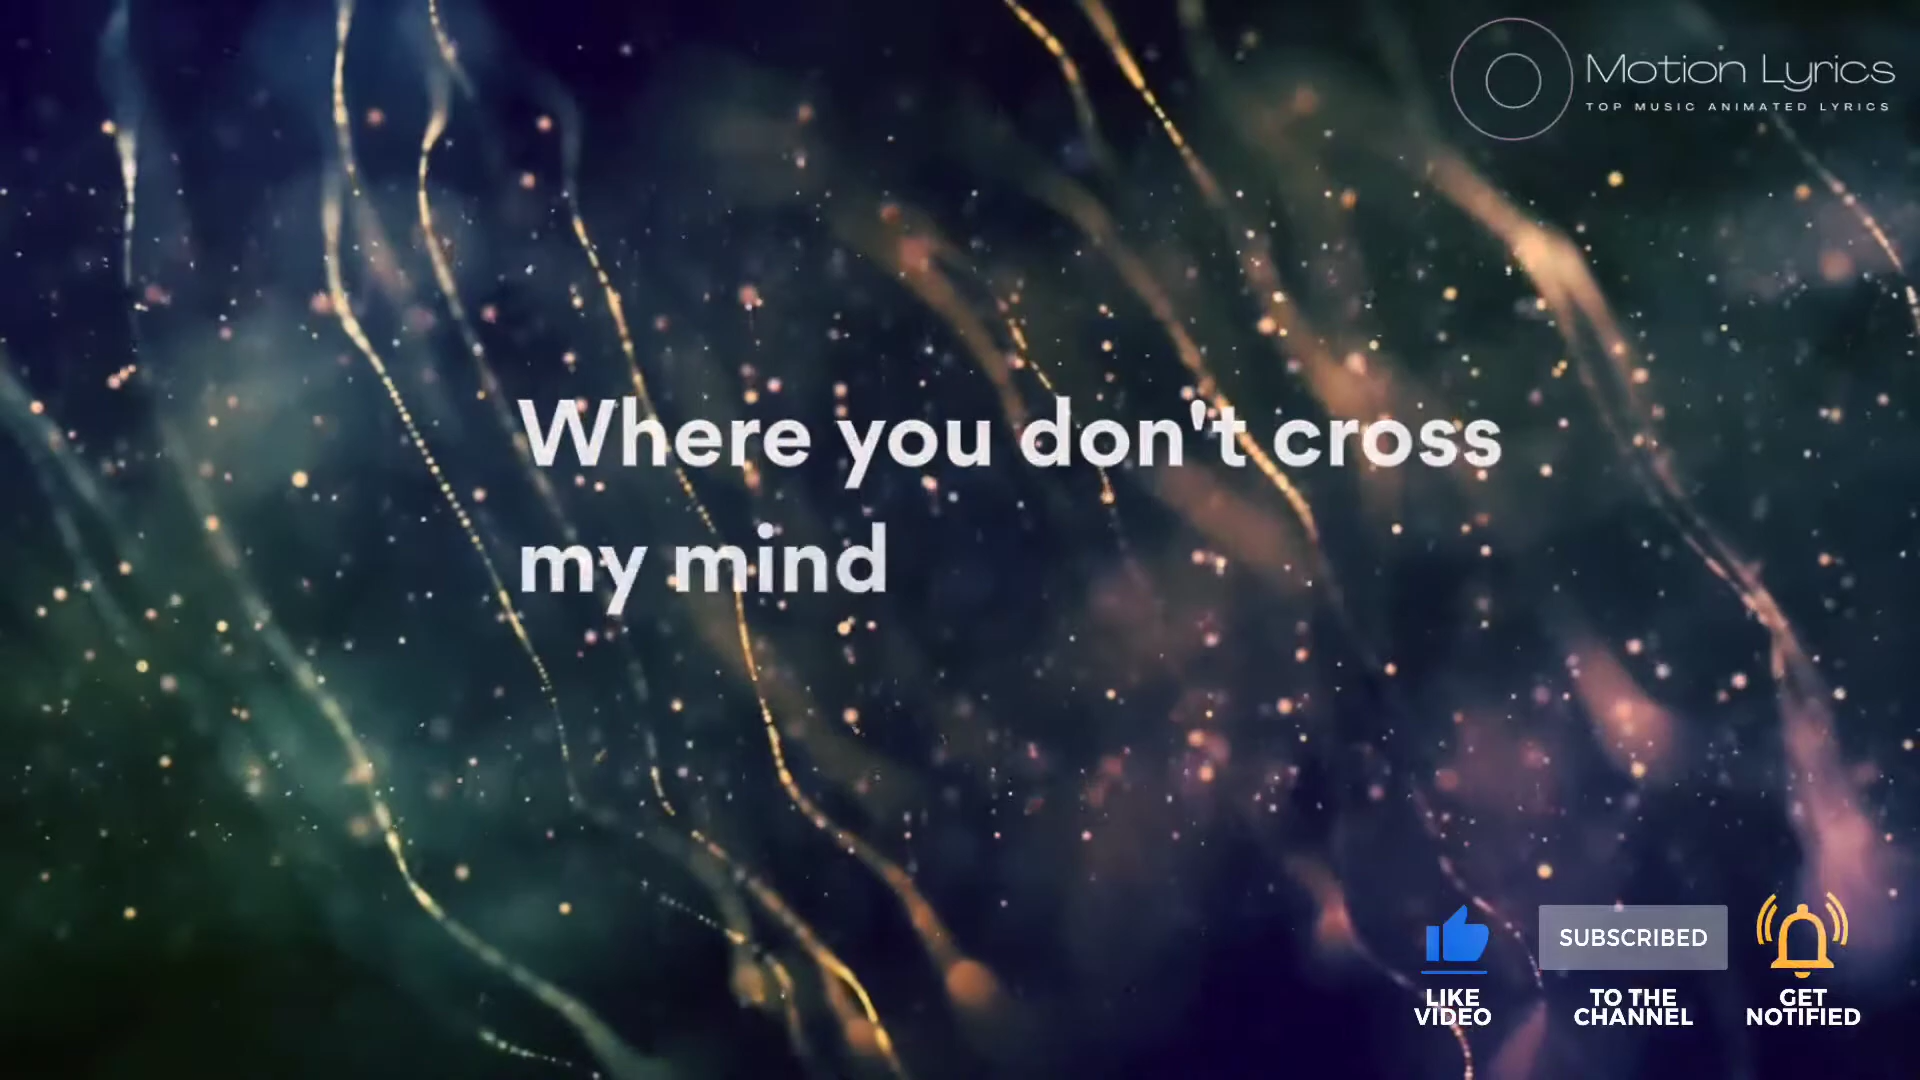 Motion Lyrics
TOP MUSIC ANIMATED LYRICS
Where you don't cross
my mind
SUBSCRIBED
LIKE
VIDEO
TO THE
CHANNEL
GET
NOTIFIED